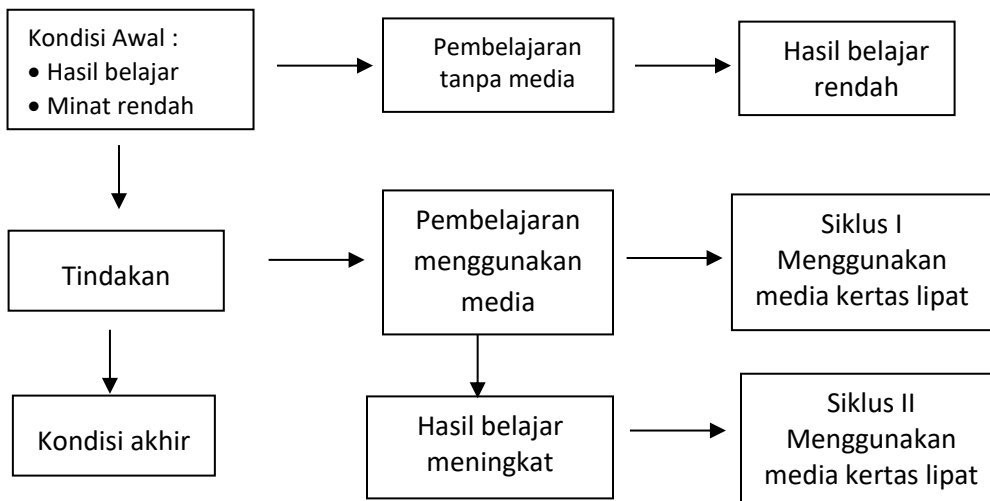 Kondisi Awal :
• Hasil belajar
• Minat rendah
Pembelajaran
tanpa media
Hasil belajar
rendah
Tindakan
Pembelajaran
menggunakan
media
Siklus I
Menggunakan
media kertas lipat
Kondisi akhir
Hasil belajar
meningkat
Siklus II
Menggunakan
media kertas lipat